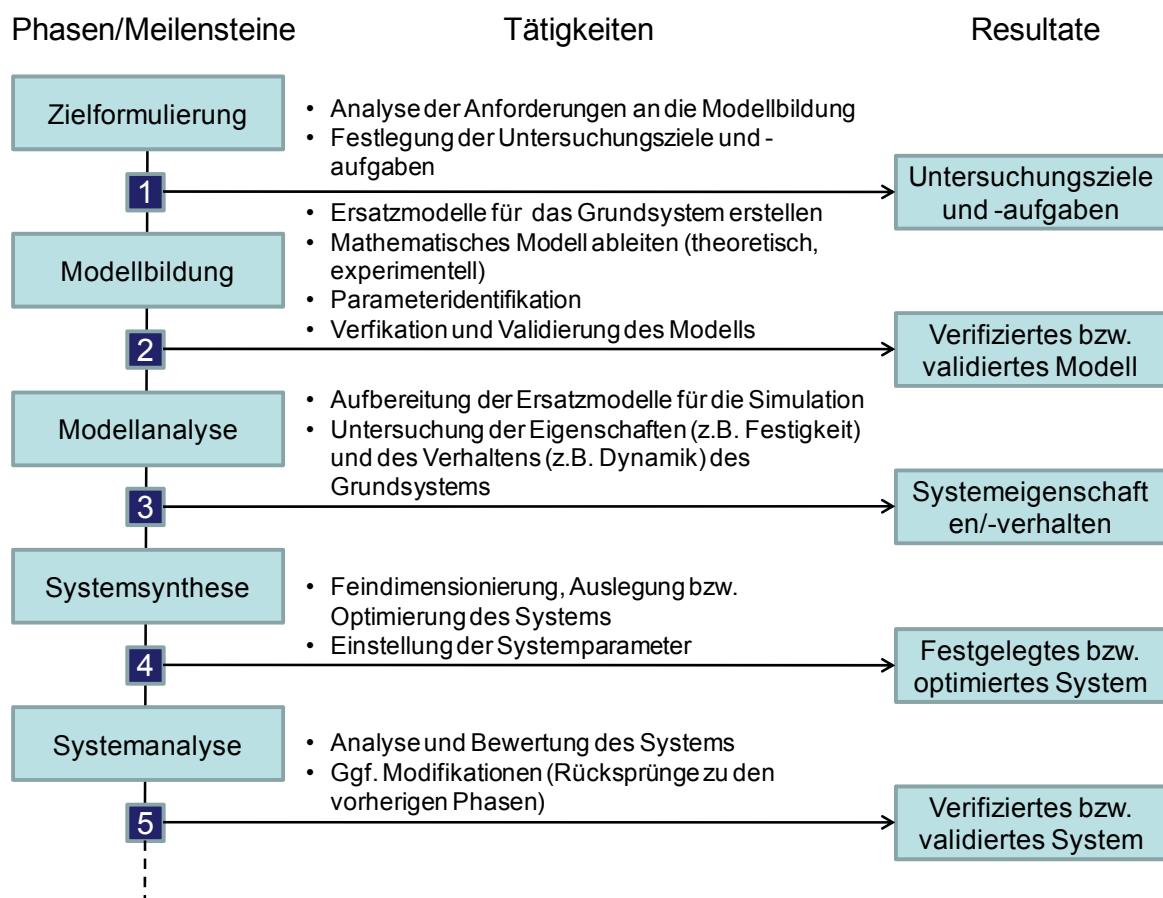 Phasen/Meilensteine
Tätigkeiten
Resultate
Zielformulierung
• Analyse der Anforderungen an die Modellbildung
• Festlegung der Untersuchungsziele und -
aufgaben
1
Untersuchungsziele
und -aufgaben
Modellbildung
• Ersatzmodelle für das Grundsystem erstellen
• Mathematisches Modell ableiten (theoretisch,
experimentell)
• Parameteridentifikation
• Verfikation und Validierung des Modells
2
Verifiziertes bzw.
validiertes Modell
Modellanalyse
• Aufbereitung der Ersatzmodelle für die Simulation
• Untersuchung der Eigenschaften (z.B. Festigkeit)
und des Verhaltens (z.B. Dynamik) des
Grundsystems
3
Systemeigenschaft
en/-verhalten
Systemsynthese
• Feindimensionierung, Auslegung bzw.
Optimierung des Systems
• Einstellung der Systemparameter
4
Festgelegtes bzw.
optimiertes System
Systemanalyse
• Analyse und Bewertung des Systems
• Ggf. Modifikationen (Rücksprünge zu den
vorherigen Phasen)
5
Verifiziertes bzw.
validiertes System